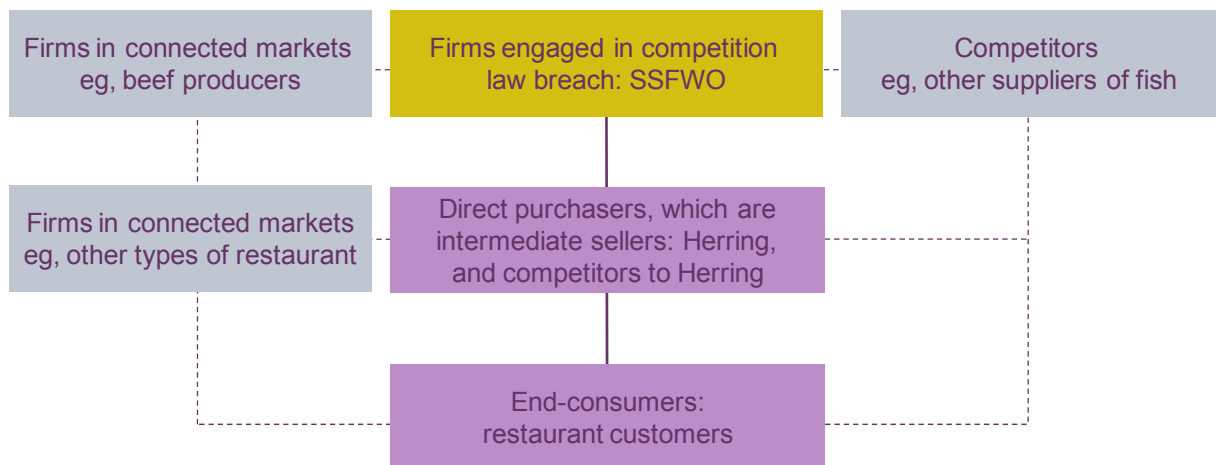 Firms in connected markets
eg, beef producers
Firms engaged in competition
law breach: SSFWO
Competitors
eg, other suppliers of fish
Firms in connected markets
eg, other types of restaurant
Direct purchasers, which are
intermediate sellers: Herring,
and competitors to Herring
End-consumers:
restaurant customers